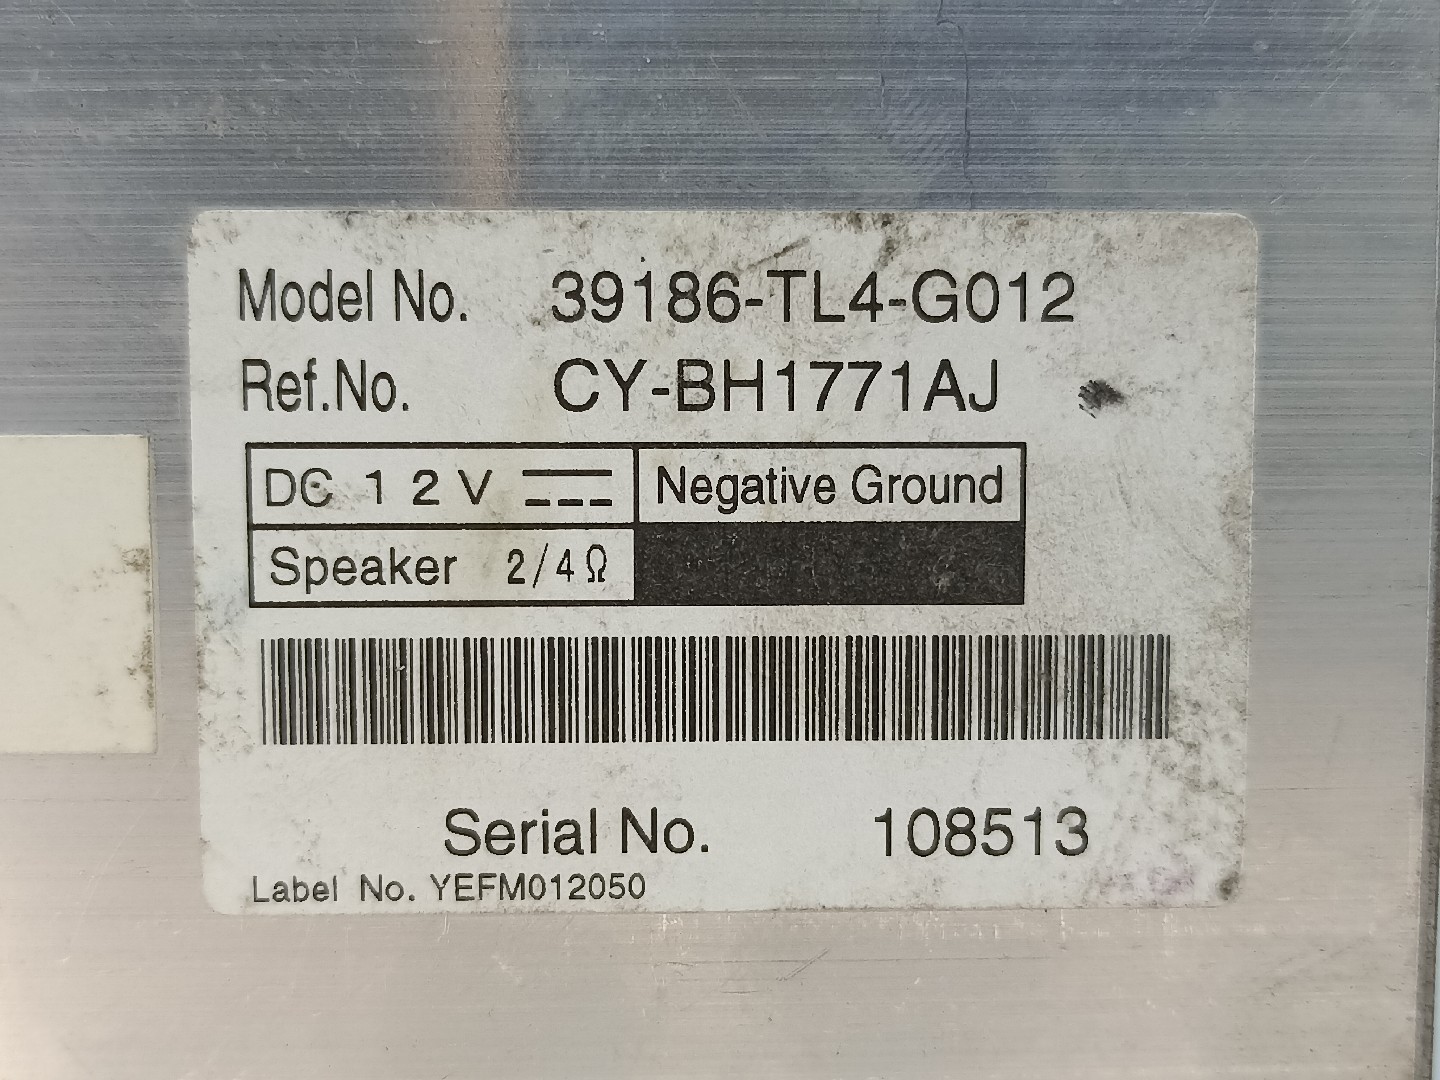 Model No. 39186-TL4-G012
Ref.No. CY-BH1771AJ
DC 12V Negative Ground
Speaker 2/4Ω
Serial No. 108513
Label No. YEFM012050